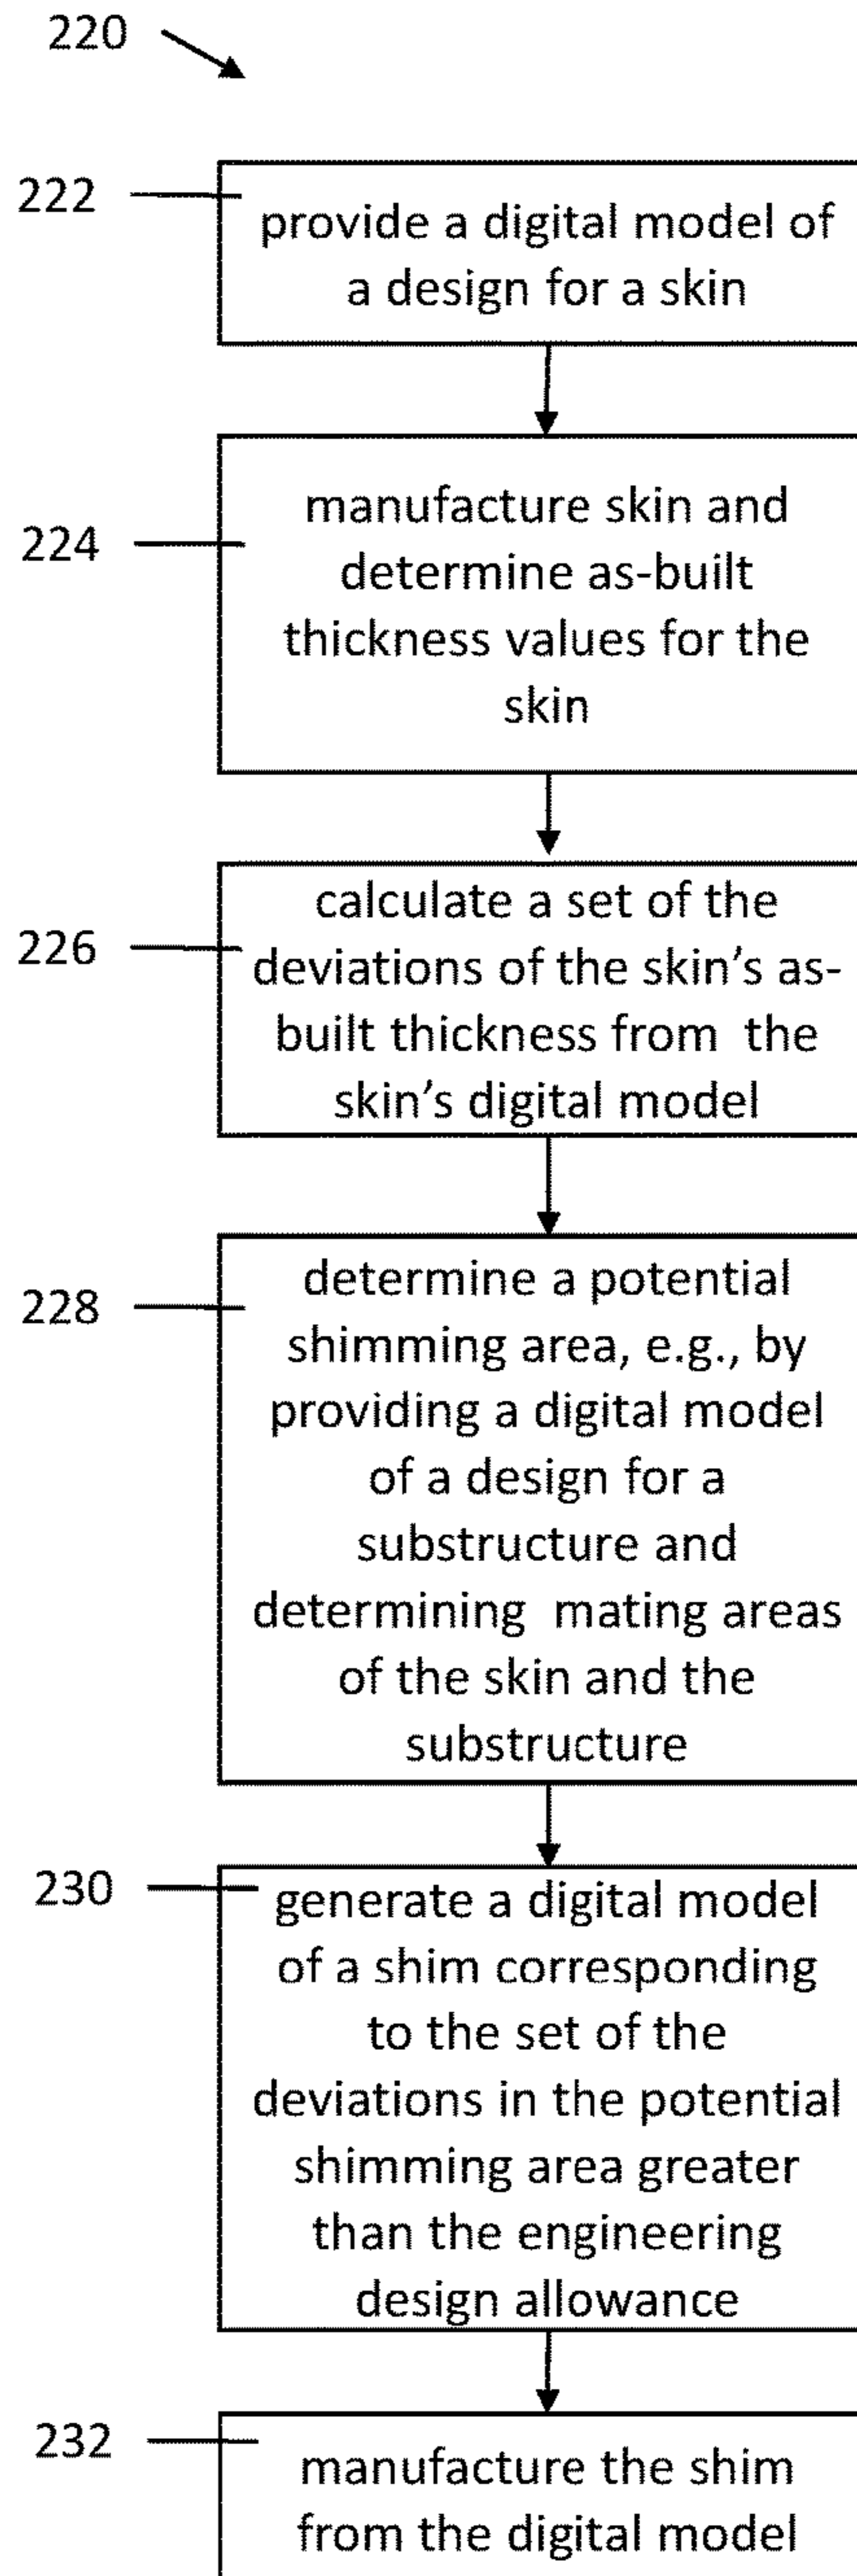 220
222
provide a digital model of
a design for a skin
224
manufacture skin and
determine as-built
thickness values for the
skin
226
calculate a set of the
deviations of the skin's as-
built thickness from the
skin's digital model
228
determine a potential
shimming area, e.g., by
providing a digital model
of a design for a
substructure and
determining mating areas
of the skin and the
substructure
230
generate a digital model
of a shim corresponding
to the set of the
deviations in the potential
shimming area greater
than the engineering
design allowance
232
manufacture the shim
from the digital model